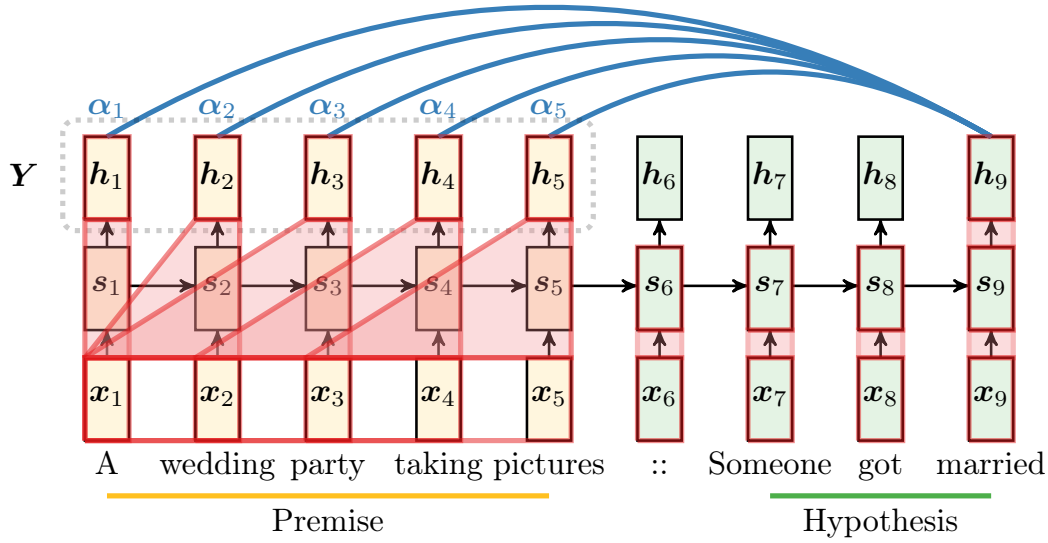 α₁ α₂ α₃ α₄ α₅
Y h₁ h₂ h₃ h₄ h₅ h₆ h₇ h₈ h₉
s₁ s₂ s₃ s₄ s₅ s₆ s₇ s₈ s₉
x₁ x₂ x₃ x₄ x₅ x₆ x₇ x₈ x₉
A wedding party taking pictures :: Someone got married
Premise Hypothesis